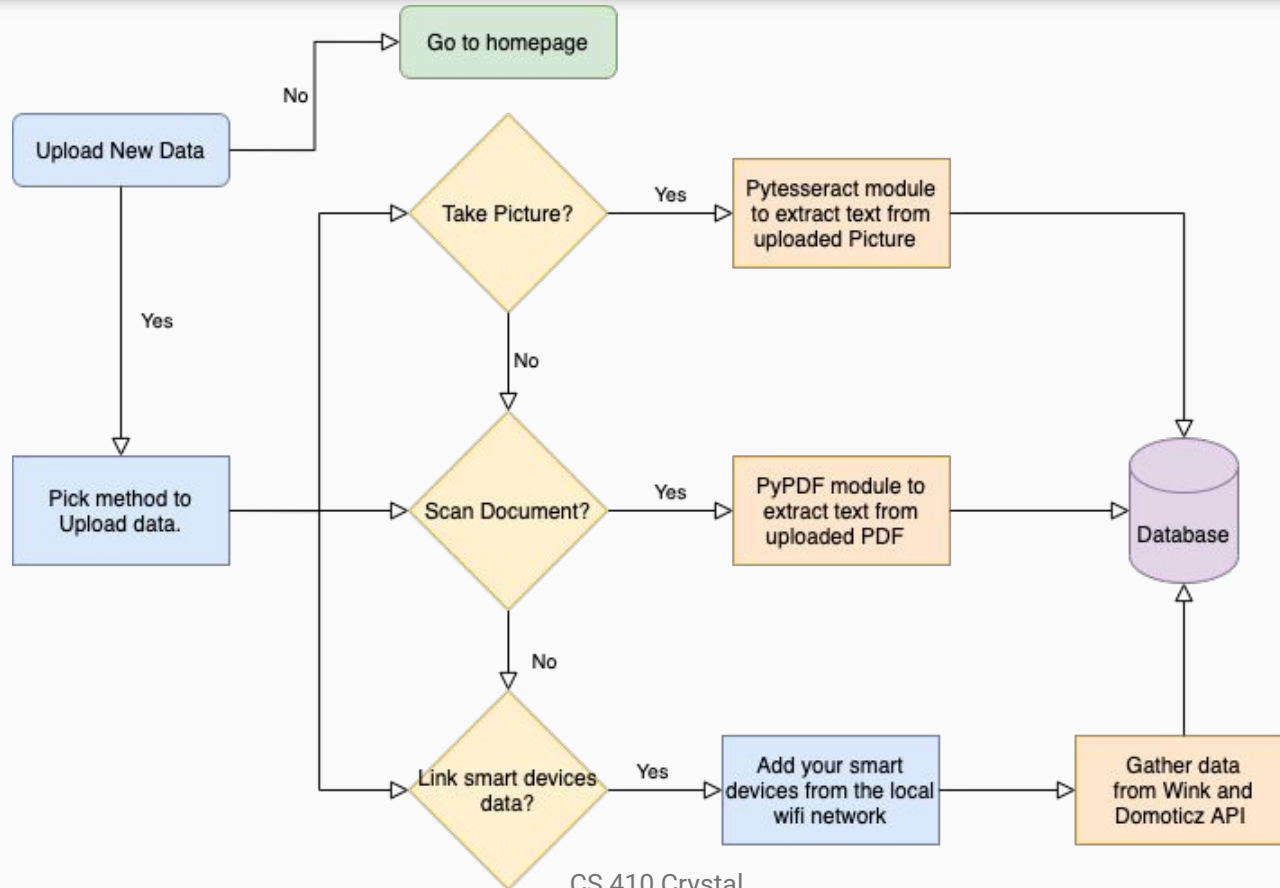 Go to homepage
No
Upload New Data
Take Picture?
Yes
Pytesseract module
to extract text from
uploaded Picture
Yes
No
Pick method to
Upload data.
Scan Document?
Yes
PyPDF module to
extract text from
uploaded PDF
Database
No
Link smart devices
data?
Yes
Add your smart
devices from the local
wifi network
Gather data
from Wink and
Domoticz API
CS 410 Crystal